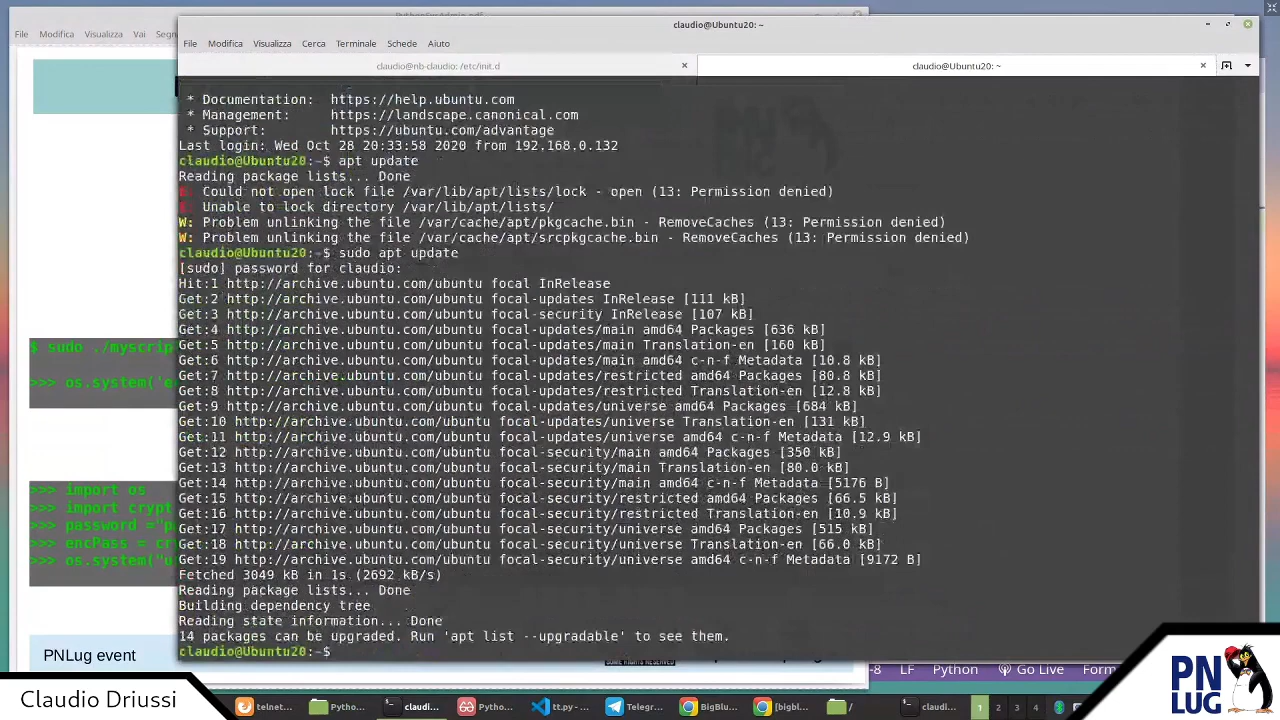 claudio@Ubuntu20: ~
File Modifica Visualizza Cerca Terminale Schede Aiuto
claudio@nb-claudio: /etc/init.d
claudio@Ubuntu20: ~
* Documentation: https://help.ubuntu.com
* Management: https://landscape.canonical.com
* Support: https://ubuntu.com/advantage
Last login: Wed Oct 28 20:33:58 2020 from 192.168.0.132
claudio@Ubuntu20:~$ apt update
Reading package lists... Done
E: Could not open lock file /var/lib/apt/lists/lock - open (13: Permission denied)
E: Unable to lock directory /var/lib/apt/lists/
W: Problem unlinking the file /var/cache/apt/pkgcache.bin - RemoveCaches (13: Permission denied)
W: Problem unlinking the file /var/cache/apt/srcpkgcache.bin - RemoveCaches (13: Permission denied)
claudio@Ubuntu20:~$ sudo apt update
[sudo] password for claudio:
Hit:1 http://archive.ubuntu.com/ubuntu focal InRelease
Get:2 http://archive.ubuntu.com/ubuntu focal-updates InRelease [111 kB]
Get:3 http://archive.ubuntu.com/ubuntu focal-security InRelease [107 kB]
Get:4 http://archive.ubuntu.com/ubuntu focal-updates/main amd64 Packages [636 kB]
Get:5 http://archive.ubuntu.com/ubuntu focal-updates/main Translation-en [160 kB]
Get:6 http://archive.ubuntu.com/ubuntu focal-updates/main amd64 c-n-f Metadata [10.8 kB]
Get:7 http://archive.ubuntu.com/ubuntu focal-updates/restricted amd64 Packages [80.8 kB]
Get:8 http://archive.ubuntu.com/ubuntu focal-updates/restricted Translation-en [12.8 kB]
Get:9 http://archive.ubuntu.com/ubuntu focal-updates/universe amd64 Packages [684 kB]
Get:10 http://archive.ubuntu.com/ubuntu focal-updates/universe Translation-en [131 kB]
Get:11 http://archive.ubuntu.com/ubuntu focal-updates/universe amd64 c-n-f Metadata [12.9 kB]
Get:12 http://archive.ubuntu.com/ubuntu focal-security/main amd64 Packages [350 kB]
Get:13 http://archive.ubuntu.com/ubuntu focal-security/main Translation-en [80.0 kB]
Get:14 http://archive.ubuntu.com/ubuntu focal-security/main amd64 c-n-f Metadata [5176 B]
Get:15 http://archive.ubuntu.com/ubuntu focal-security/restricted amd64 Packages [66.5 kB]
Get:16 http://archive.ubuntu.com/ubuntu focal-security/restricted Translation-en [10.9 kB]
Get:17 http://archive.ubuntu.com/ubuntu focal-security/universe amd64 Packages [515 kB]
Get:18 http://archive.ubuntu.com/ubuntu focal-security/universe Translation-en [66.0 kB]
Get:19 http://archive.ubuntu.com/ubuntu focal-security/universe amd64 c-n-f Metadata [9172 B]
Fetched 3049 kB in 1s (2692 kB/s)
Reading package lists... Done
Building dependency tree
Reading state information... Done
14 packages can be upgraded. Run 'apt list --upgradable' to see them.
claudio@Ubuntu20:~$
File Modifica Visualizza Vai Segn
$ sudo ./myscrip
>>> os.system('e
>>> import os
>>> import crypt
>>> password ="p
>>> encPass = cr
>>> os.system("u
PNLug event
SOME RIGHTS RESERVED
-8 LF Python Go Live Form
Claudio Driussi
telnet... Pytho... claudi... Pytho... tt.py - ... Telegr... BigBlu... [bigbl... / claudi... 1 2 3 4
PN
LUG